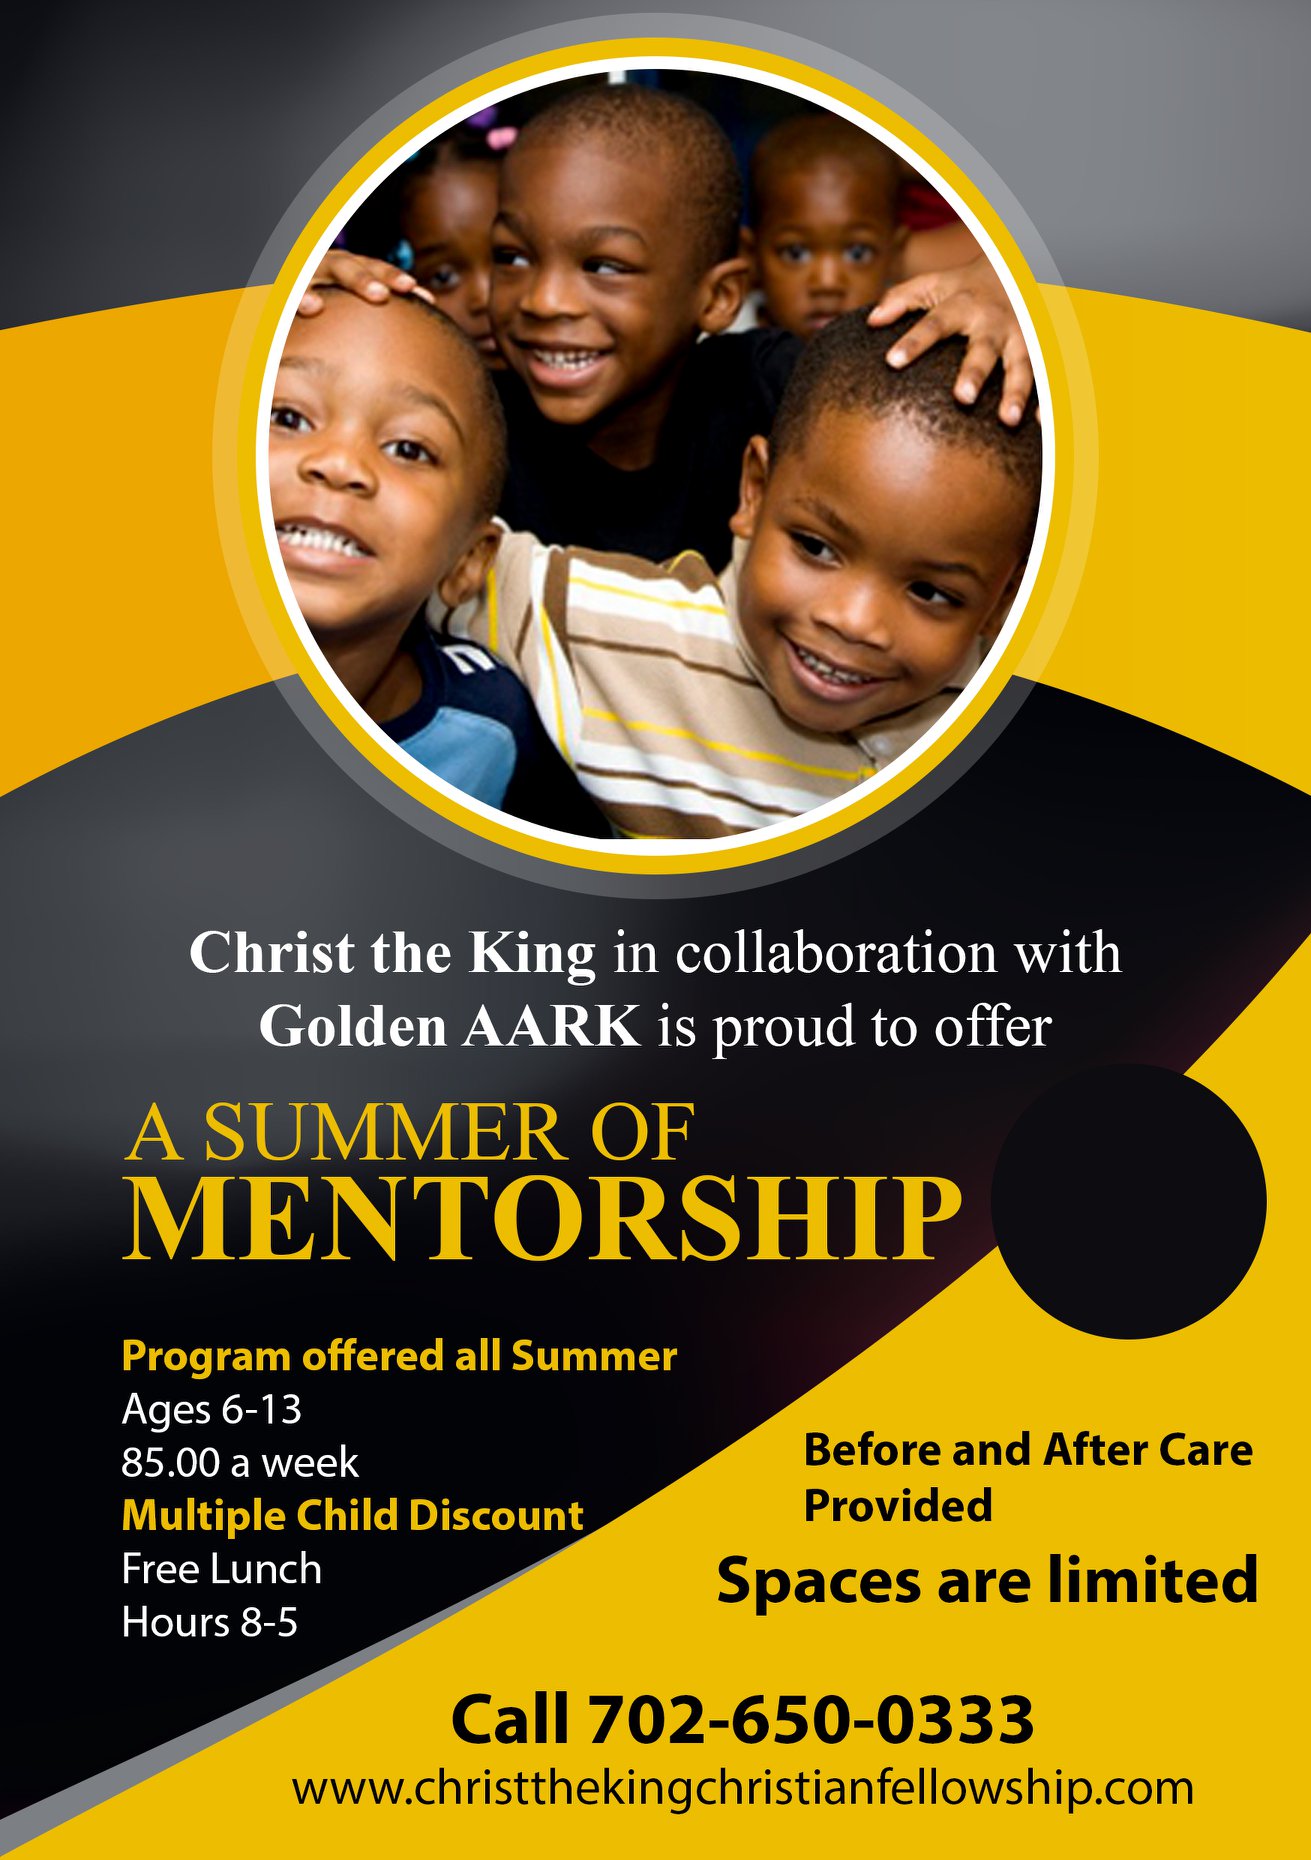 Christ the King in collaboration with
Golden AARK is proud to offer
A SUMMER OF
MENTORSHIP
Program offered all Summer
Ages 6-13
85.00 a week
Multiple Child Discount
Free Lunch
Hours 8-5
Before and After Care
Provided
Spaces are limited
Call 702-650-0333
www.christthekingchristianfellowship.com